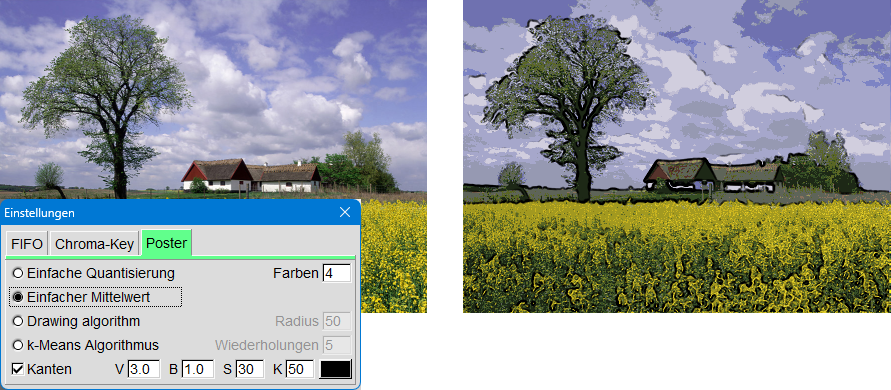 Einstellungen
FIFO Chroma-Key Poster
Einfache Quantisierung Farben 4
Einfacher Mittelwert
Drawing algorithm Radius 50
k-Means Algorithmus Wiederholungen 5
Kanten V 3.0 B 1.0 S 30 K 50